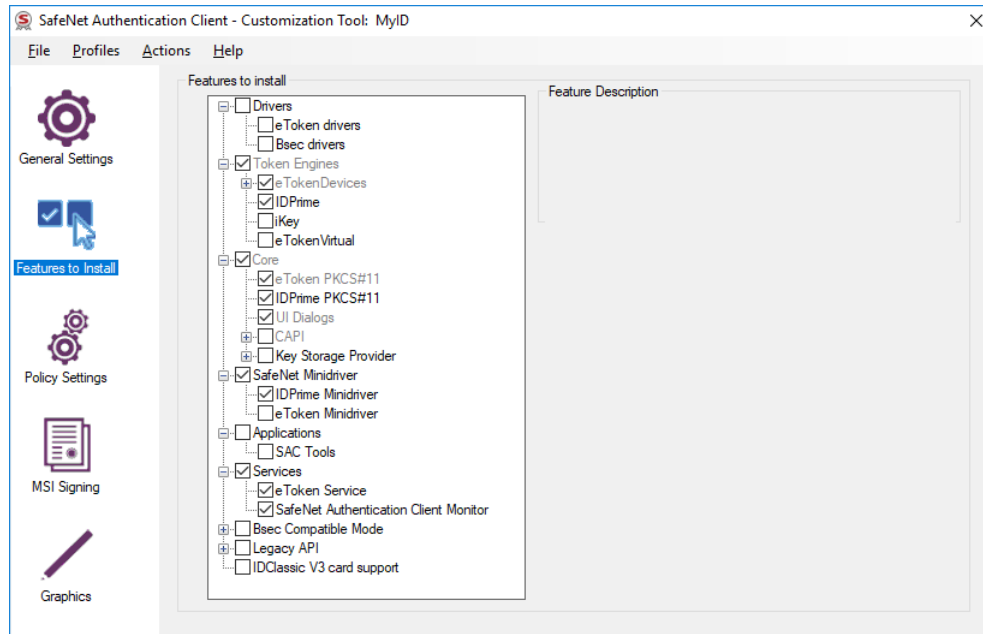 SafeNet Authentication Client - Customization Tool: MyID
File Profiles Actions Help
General Settings
Features to Install
Policy Settings
MSI Signing
Graphics
Features to install
Drivers
eToken drivers
Bsec drivers
Token Engines
eTokenDevices
IDPrime
iKey
eTokenVirtual
Core
eToken PKCS#11
IDPrime PKCS#11
UI Dialogs
CAPI
Key Storage Provider
SafeNet Minidriver
IDPrime Minidriver
eToken Minidriver
Applications
SAC Tools
Services
eToken Service
SafeNet Authentication Client Monitor
Bsec Compatible Mode
Legacy API
IDClassic V3 card support
Feature Description